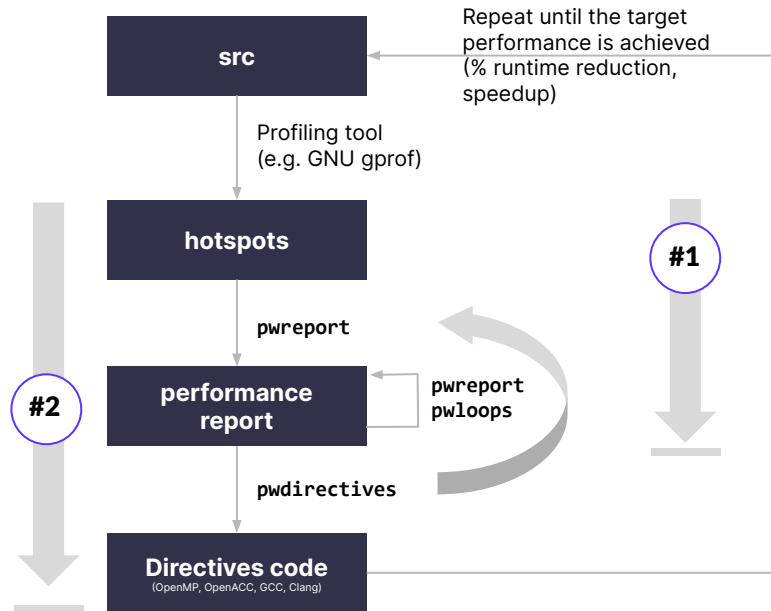 Repeat until the target
performance is achieved
(% runtime reduction,
speedup)
src
Profiling tool
(e.g. GNU gprof)
hotspots
#1
pwreport
performance
report
pwreport
pwloops
#2
pwdirectives
Directives code
(OpenMP, OpenACC, GCC, Clang)